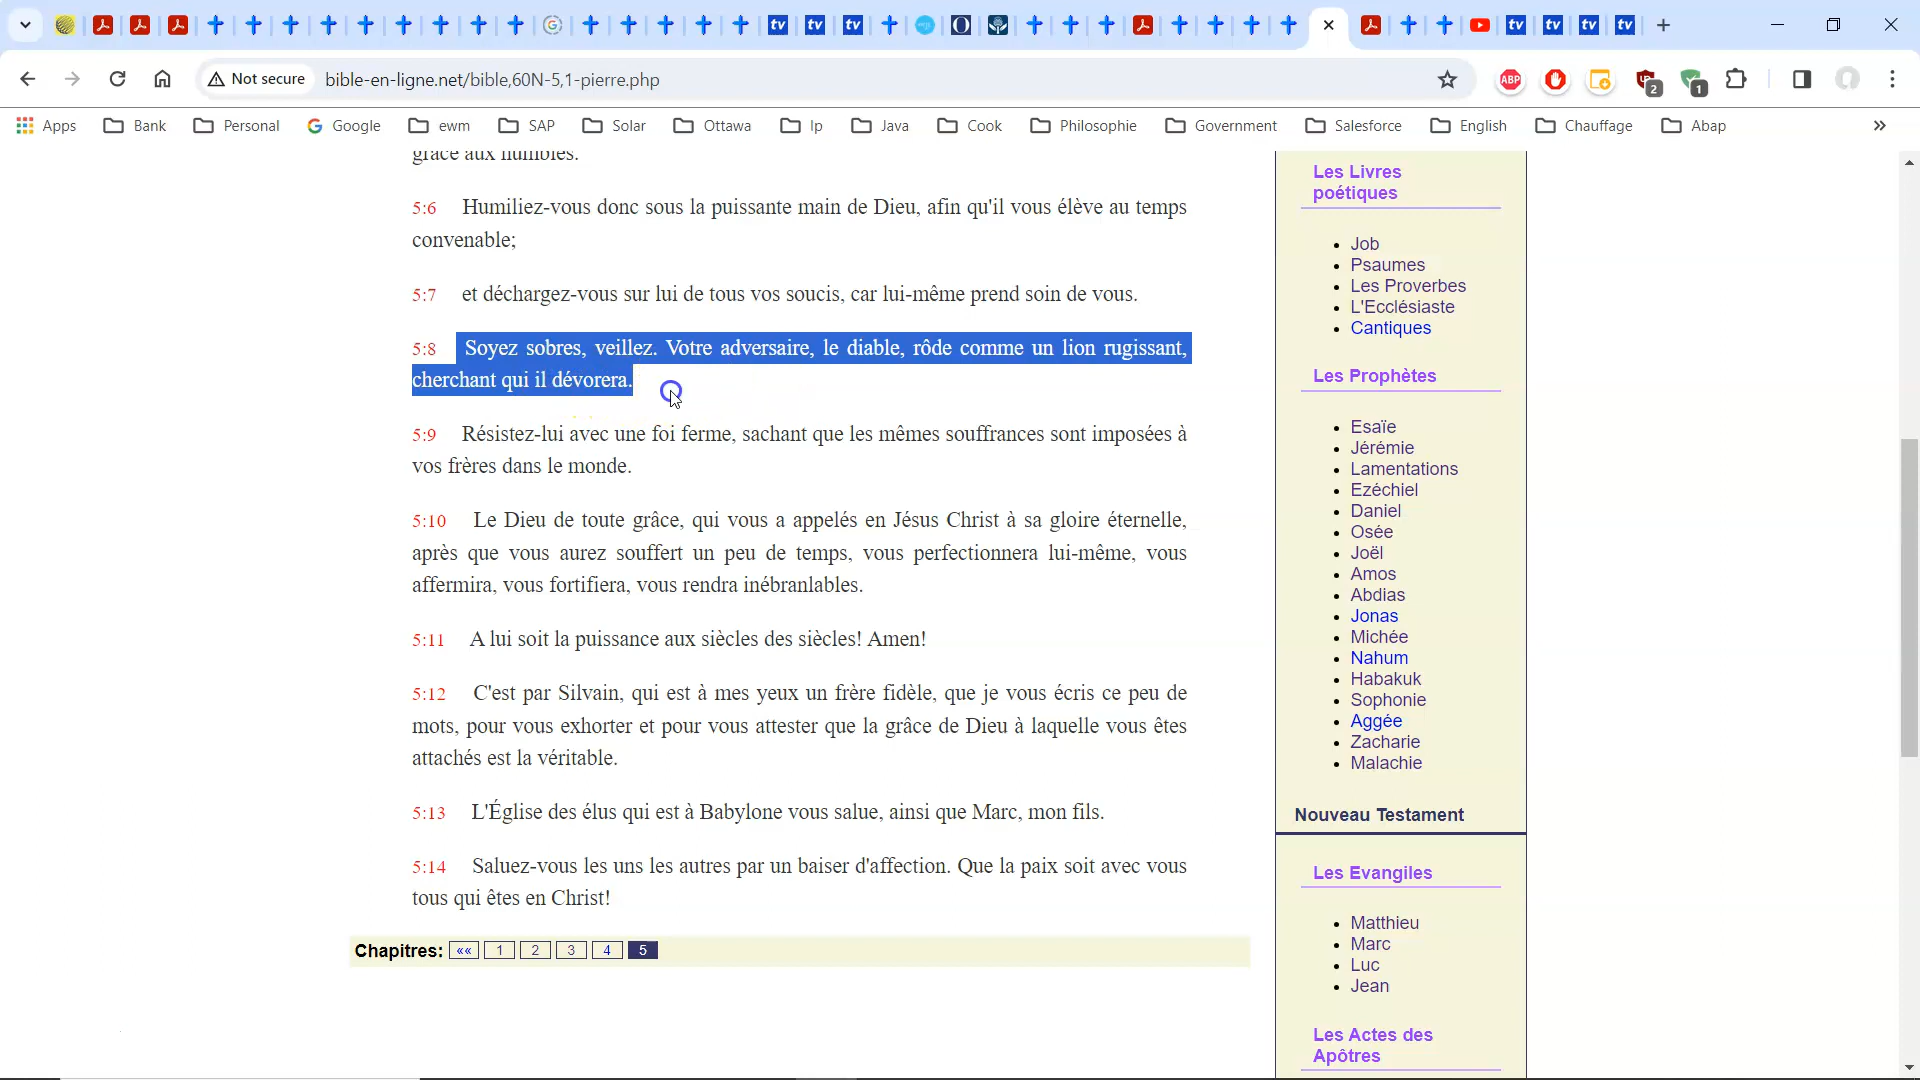 Not secure
bible-en-ligne.net/bible,60N-5,1-pierre.php
ABP
2
1
Apps Bank Personal Google ewm SAP Solar Ottawa Ip Java Cook Philosophie Government Salesforce English Chauffage Abap »
tv tv tv tv tv tv tv
grâce aux humbles.
5:6 Humiliez-vous donc sous la puissante main de Dieu, afin qu'il vous élève au temps
convenable;
5:7 et déchargez-vous sur lui de tous vos soucis, car lui-même prend soin de vous.
5:8 Soyez sobres, veillez. Votre adversaire, le diable, rôde comme un lion rugissant,
cherchant qui il dévorera.
5:9 Résistez-lui avec une foi ferme, sachant que les mêmes souffrances sont imposées à
vos frères dans le monde.
5:10 Le Dieu de toute grâce, qui vous a appelés en Jésus Christ à sa gloire éternelle,
après que vous aurez souffert un peu de temps, vous perfectionnera lui-même, vous
affermira, vous fortifiera, vous rendra inébranlables.
5:11 A lui soit la puissance aux siècles des siècles! Amen!
5:12 C'est par Silvain, qui est à mes yeux un frère fidèle, que je vous écris ce peu de
mots, pour vous exhorter et pour vous attester que la grâce de Dieu à laquelle vous êtes
attachés est la véritable.
5:13 L'Église des élus qui est à Babylone vous salue, ainsi que Marc, mon fils.
5:14 Saluez-vous les uns les autres par un baiser d'affection. Que la paix soit avec vous
tous qui êtes en Christ!
Chapitres: «« 1 2 3 4 5
Les Livres
poétiques
Job
Psaumes
Les Proverbes
L'Ecclésiaste
Cantiques
Les Prophètes
Esaïe
Jérémie
Lamentations
Ezéchiel
Daniel
Osée
Joël
Amos
Abdias
Jonas
Michée
Nahum
Habakuk
Sophonie
Aggée
Zacharie
Malachie
Nouveau Testament
Les Evangiles
Matthieu
Marc
Luc
Jean
Les Actes des
Apôtres